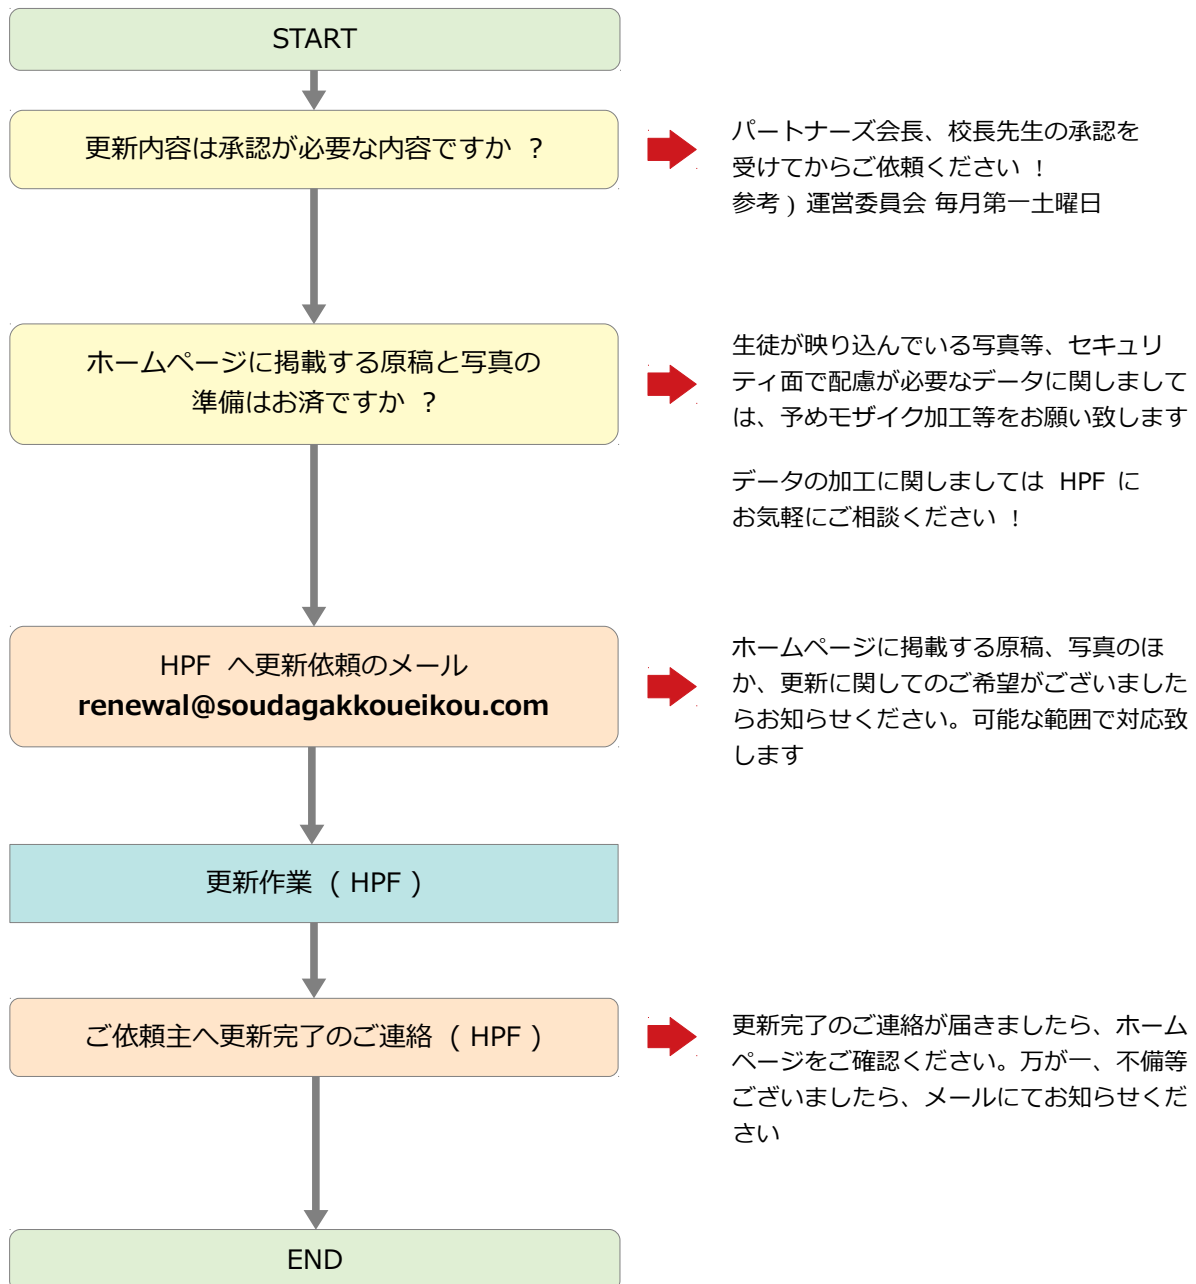 START
更新内容は承認が必要な内容ですか ?
パートナーズ会長、校長先生の承認を
受けてからご依頼ください !
参考 ) 運営委員会 毎月第一土曜日
ホームページに掲載する原稿と写真の
準備はお済ですか ?
生徒が映り込んでいる写真等、セキュリ
ティ面で配慮が必要なデータに関しまして
は、予めモザイク加工等をお願い致します
データの加工に関しましては HPF に
お気軽にご相談ください !
HPF へ更新依頼のメール
renewal@soudagakkoueikou.com
ホームページに掲載する原稿、写真のほ
か、更新に関してのご希望がございました
らお知らせください。可能な範囲で対応致
します
更新作業 ( HPF )
ご依頼主へ更新完了のご連絡 ( HPF )
更新完了のご連絡が届きましたら、ホーム
ページをご確認ください。万が一、不備等
ございましたら、メールにてお知らせくだ
さい
END